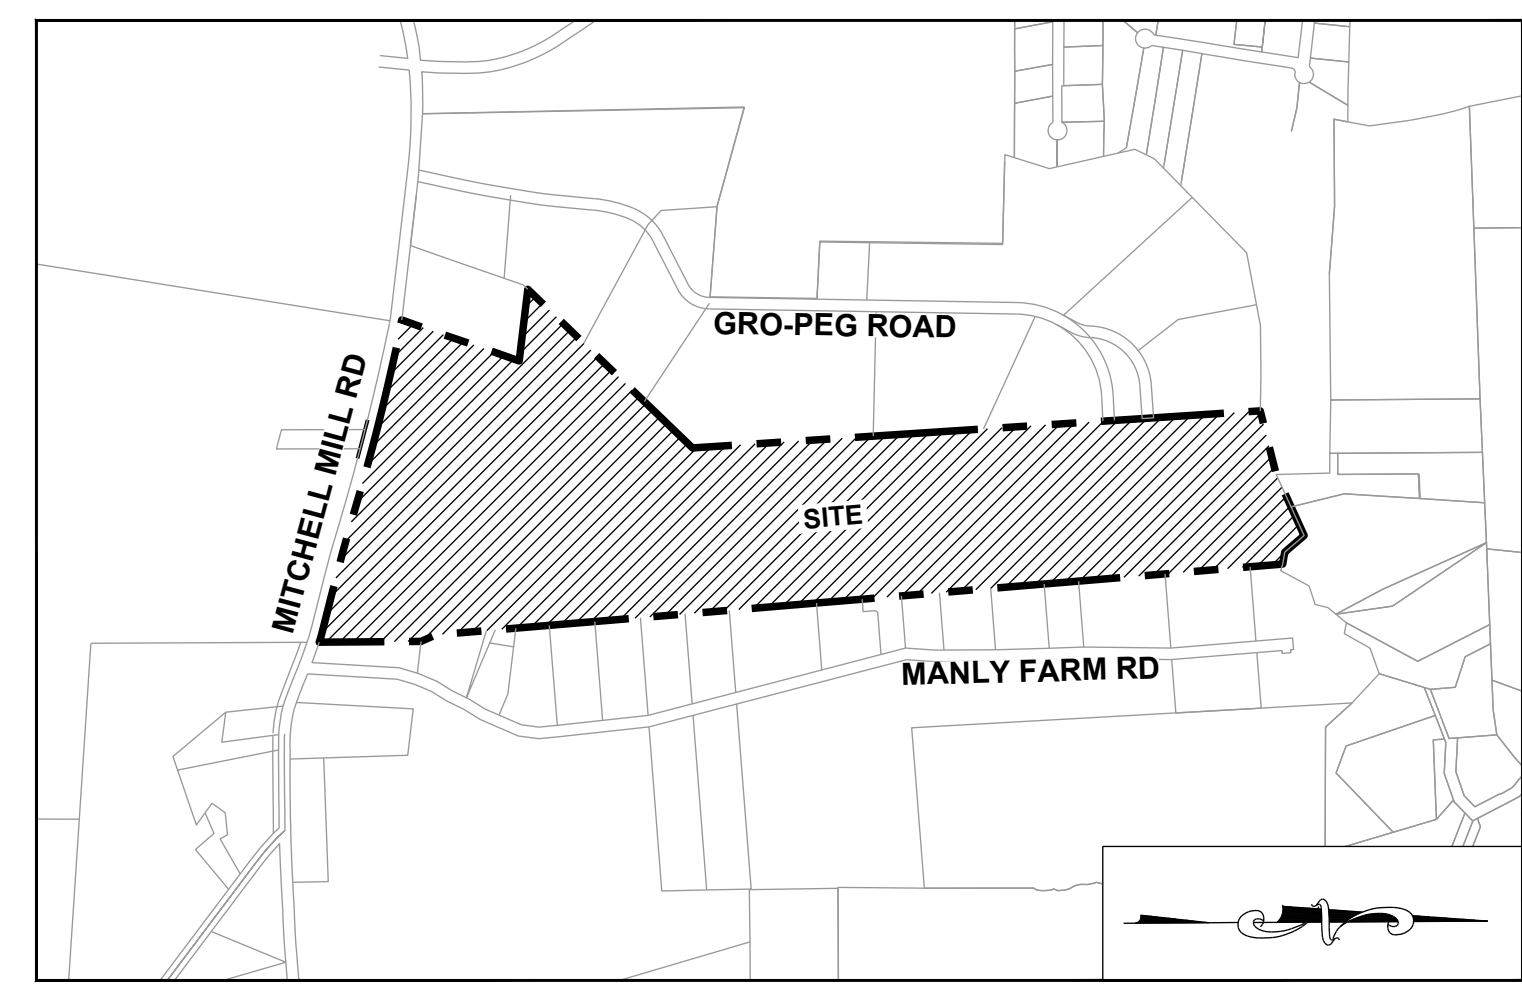 GRO-PEG ROAD
MITCHELL MILL RD
SITE
MANLY FARM RD
N